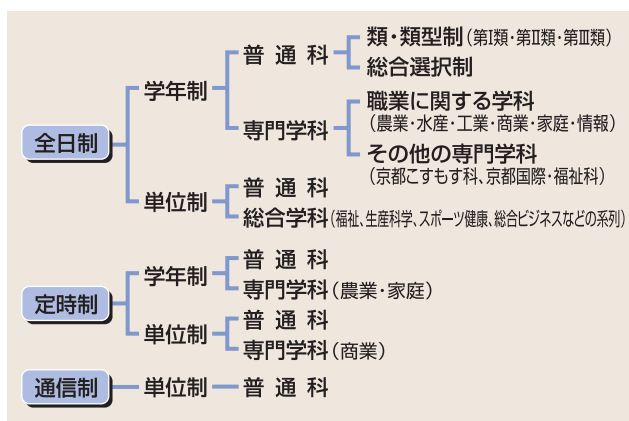 全日制
学年制
普通科
類・類型制(第Ⅰ類・第Ⅱ類・第Ⅲ類)
総合選択制
専門学科
職業に関する学科
(農業・水産・工業・商業・家庭・情報)
その他の専門学科
(京都こすもす科、京都国際・福祉科)
単位制
普通科
総合学科(福祉、生産科学、スポーツ健康、総合ビジネスなどの系列)
定時制
学年制
普通科
専門学科(農業・家庭)
単位制
普通科
専門学科(商業)
通信制
単位制
普通科